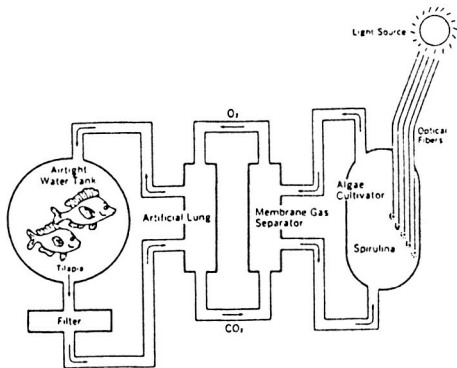 Light Source
O₂
Optical
Fibers
Airtight
Water Tank
Algae
Cultivator
Artificial Lung
Membrane Gas
Separator
Spirulina
Tilapia
Filter
CO₂